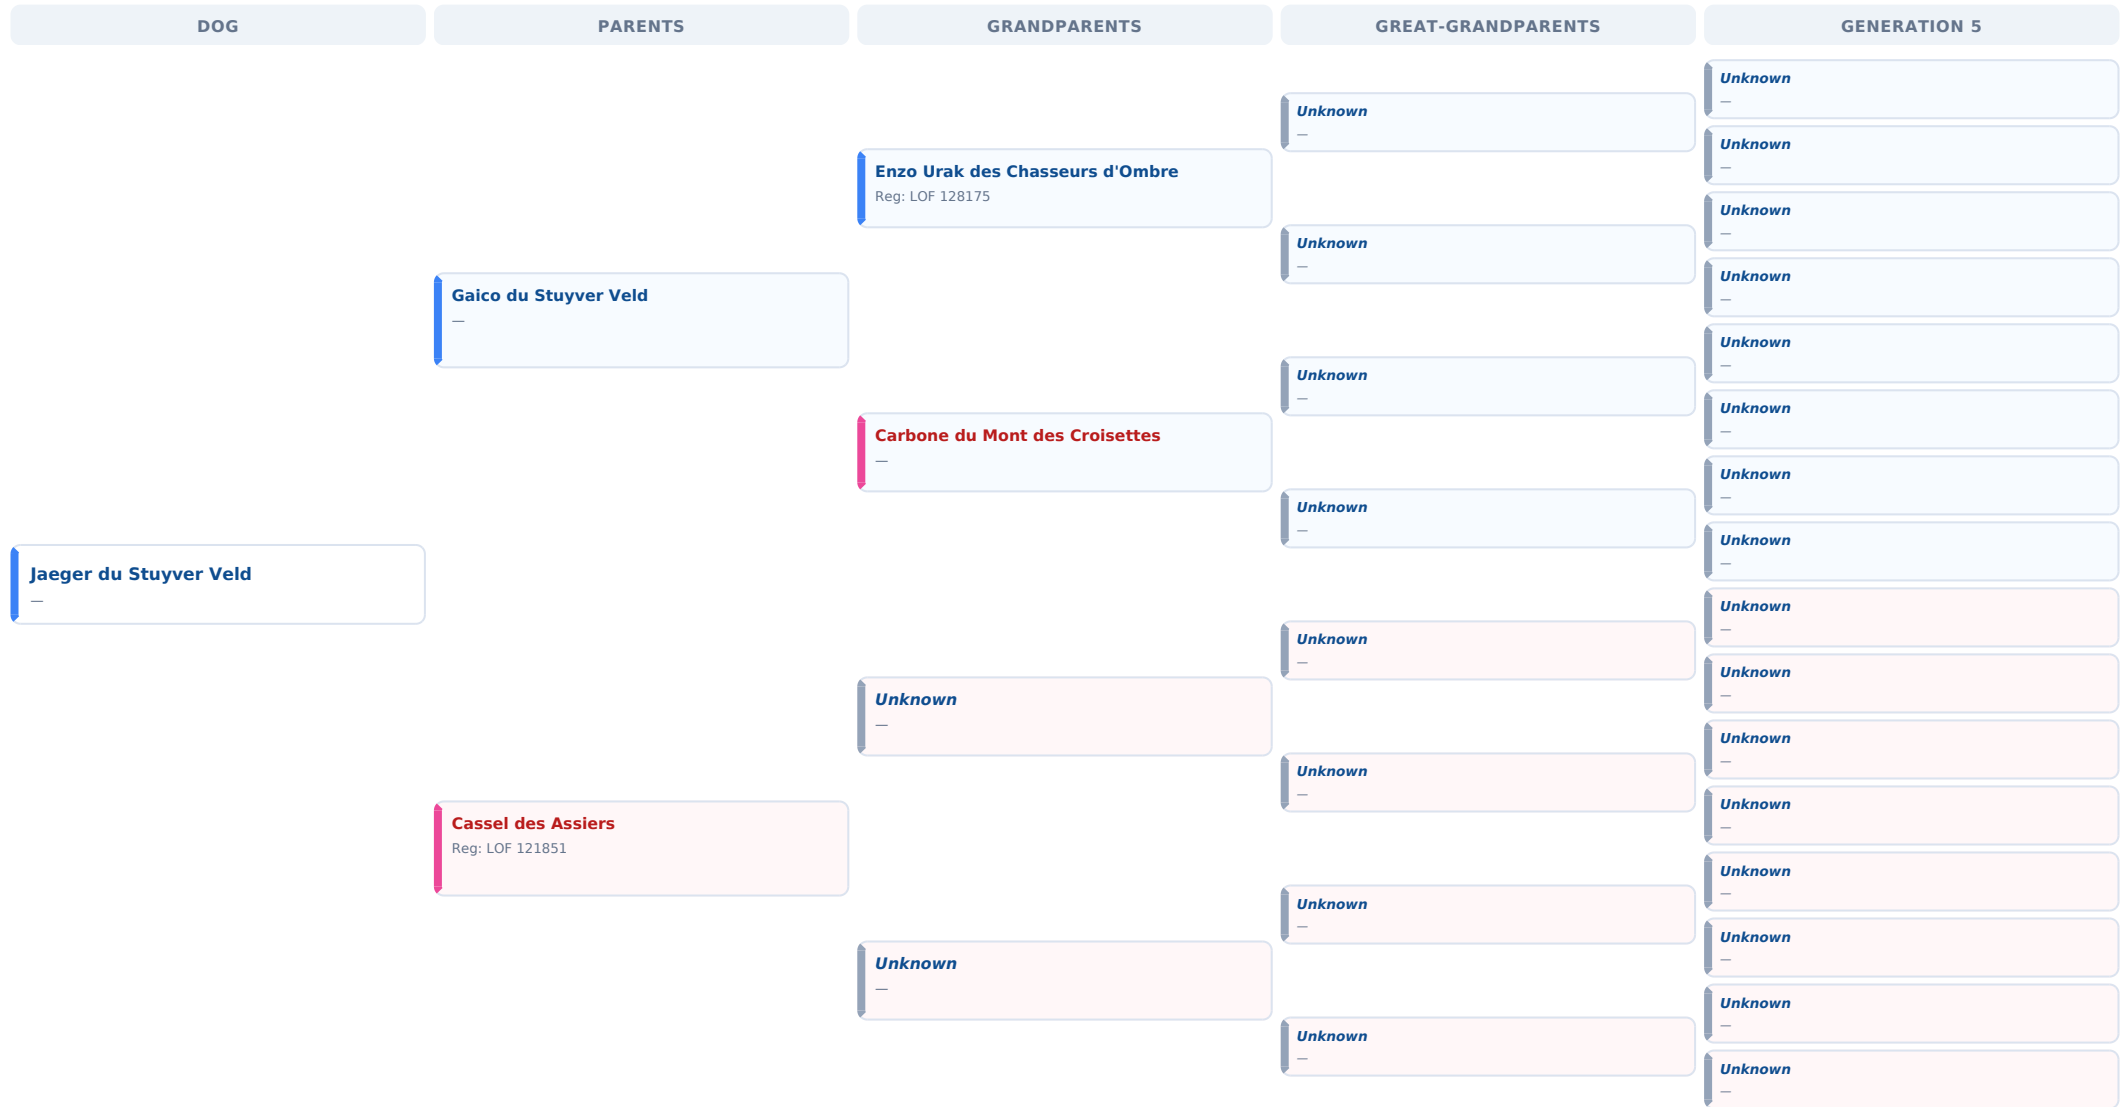 DOG
PARENTS
GRANDPARENTS
GREAT-GRANDPARENTS
GENERATION 5
Jaeger du Stuyver Veld
—
Gaico du Stuyver Veld
—
Cassel des Assiers
Reg: LOF 121851
Enzo Urak des Chasseurs d'Ombre
Reg: LOF 128175
Carbone du Mont des Croisettes
—
Unknown
—
Unknown
—
Unknown
—
Unknown
—
Unknown
—
Unknown
—
Unknown
—
Unknown
—
Unknown
—
Unknown
—
Unknown
—
Unknown
—
Unknown
—
Unknown
—
Unknown
—
Unknown
—
Unknown
—
Unknown
—
Unknown
—
Unknown
—
Unknown
—
Unknown
—
Unknown
—
Unknown
—
Unknown
—
Unknown
—